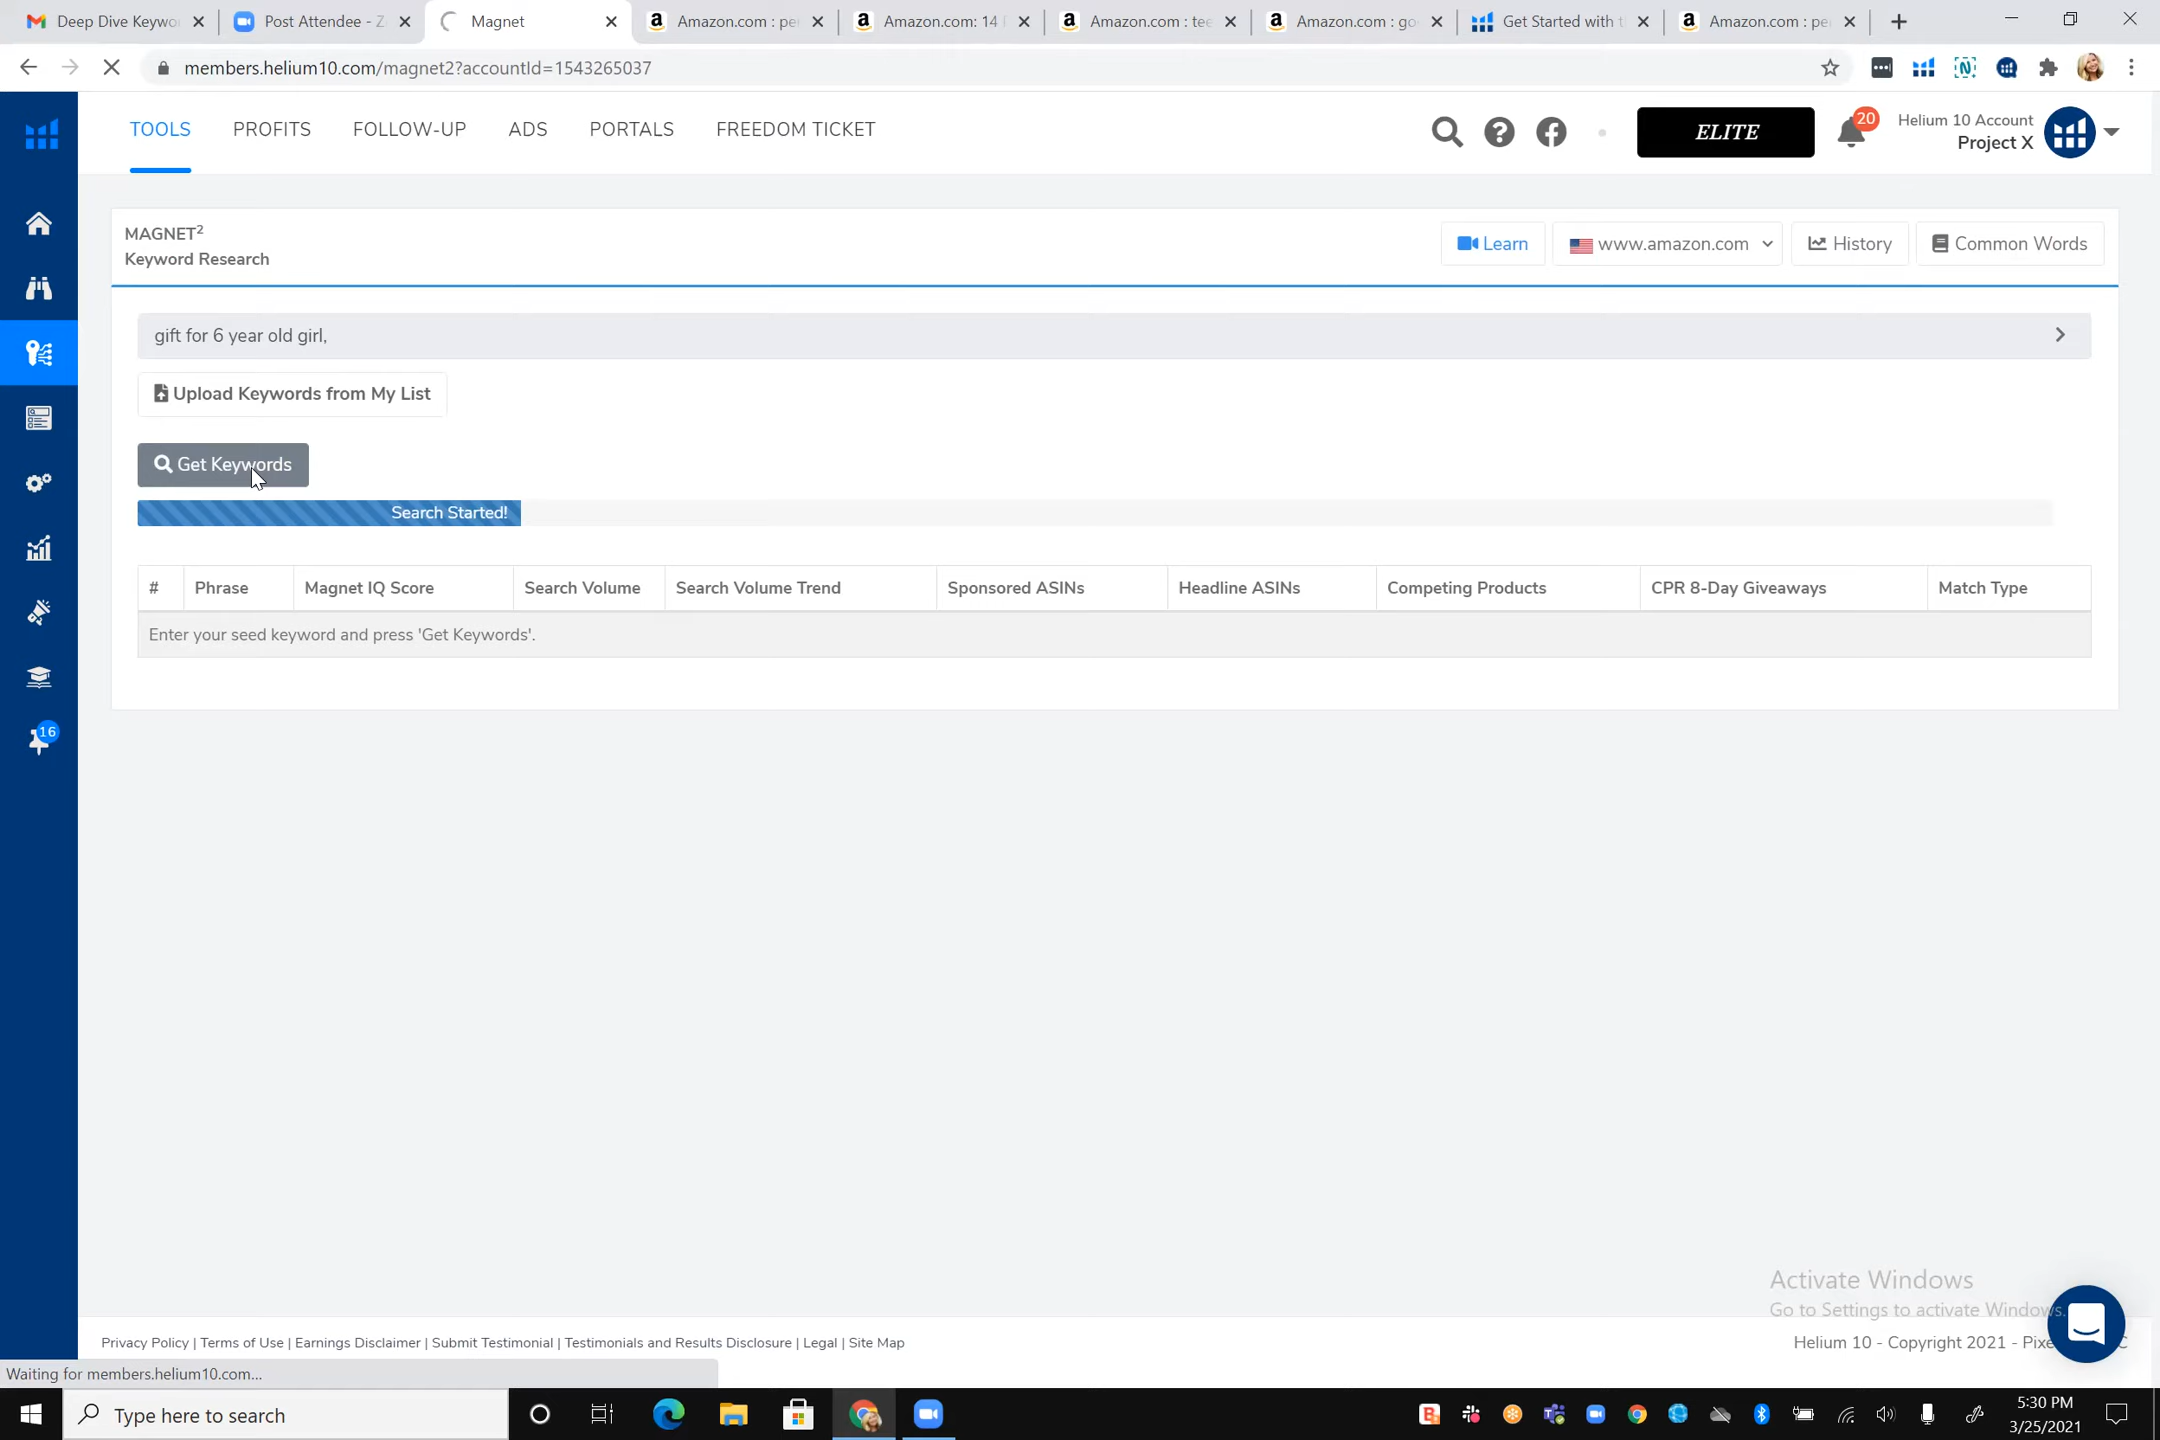 Deep Dive Keywo
Post Attendee - Z
Magnet
Amazon.com : pe
Amazon.com: 14
Amazon.com : tee
Amazon.com : go
Get Started with t
Amazon.com : pe
members.helium10.com/magnet2?accountId=1543265037
TOOLS PROFITS FOLLOW-UP ADS PORTALS FREEDOM TICKET
ELITE
20
Helium 10 Account
Project X
MAGNET²
Keyword Research
Learn
www.amazon.com
History
Common Words
gift for 6 year old girl,
Upload Keywords from My List
Get Keywords
Search Started!
# Phrase Magnet IQ Score Search Volume Search Volume Trend Sponsored ASINs Headline ASINs Competing Products CPR 8-Day Giveaways Match Type
Enter your seed keyword and press 'Get Keywords'.
16
Activate Windows
Go to Settings to activate Windows.
Privacy Policy | Terms of Use | Earnings Disclaimer | Submit Testimonial | Testimonials and Results Disclosure | Legal | Site Map
Helium 10 - Copyright 2021 - Pixe
Waiting for members.helium10.com...
Type here to search
5:30 PM
3/25/2021